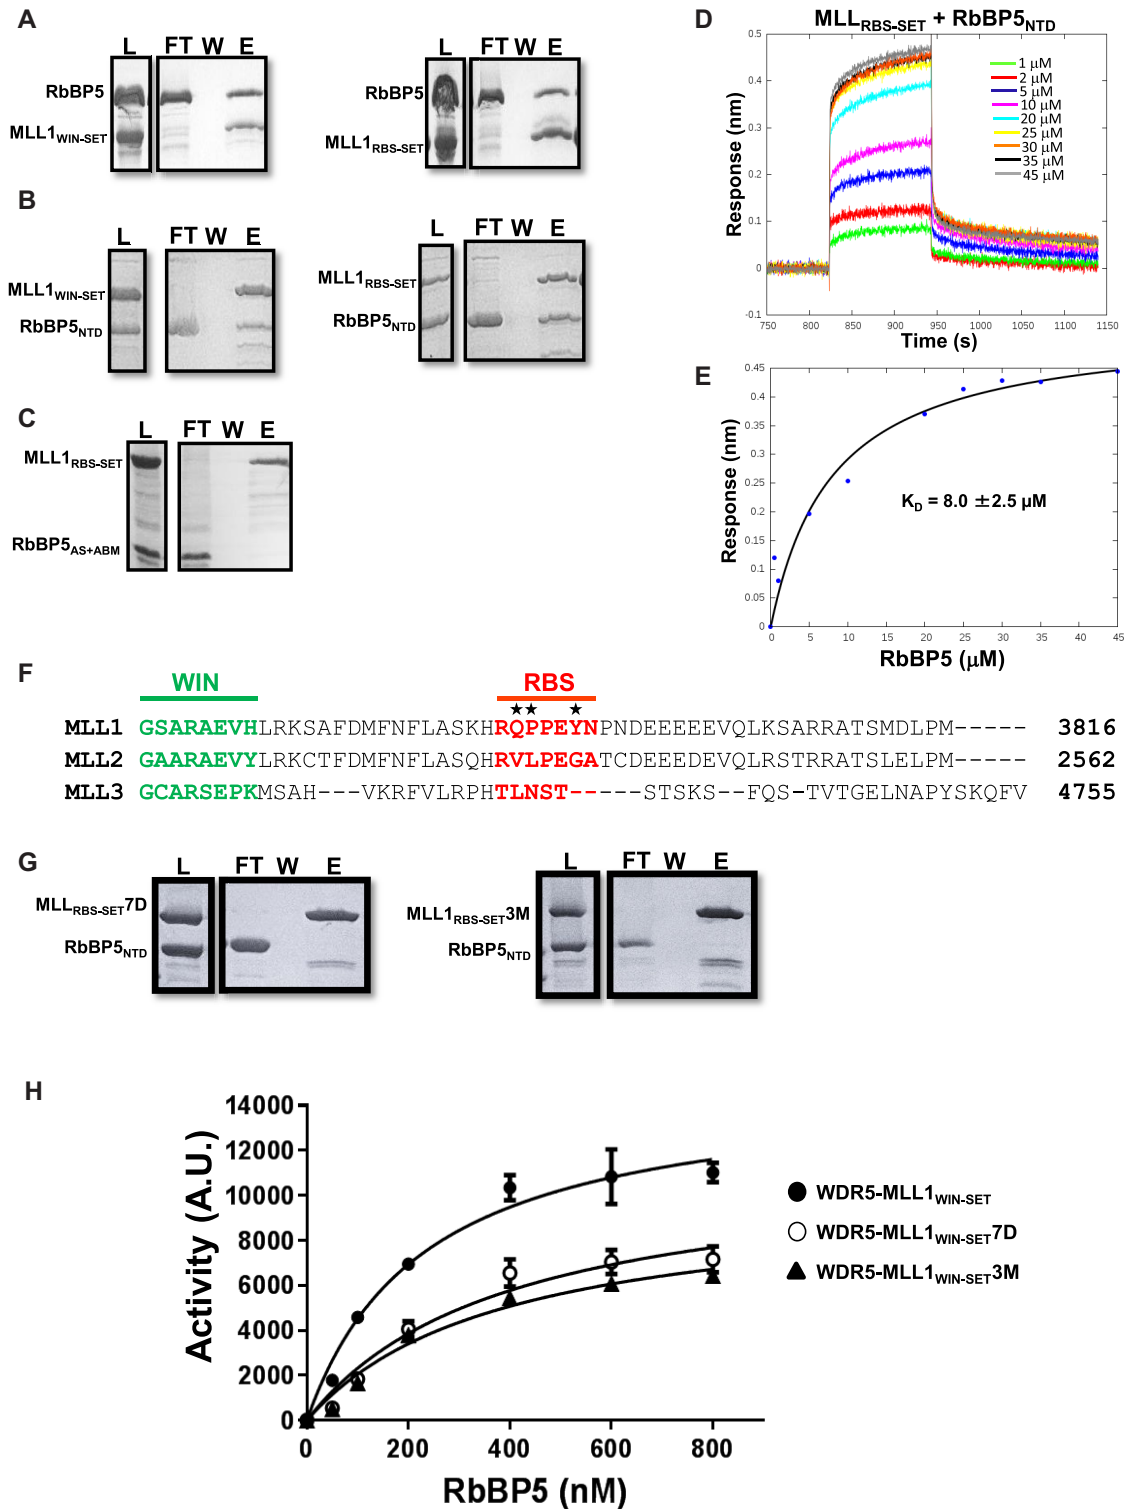 A
L FT W E
RbBP5
MLL1WIN-SET
L FT W E
RbBP5
MLL1RBS-SET
B
L FT W E
MLL1WIN-SET
RbBP5NTD
L FT W E
MLL1RBS-SET
RbBP5NTD
C
L FT W E
MLL1RBS-SET
RbBP5AS+ABM
D
MLLRBS-SET + RbBP5NTD
Response (nm)
0.5
0.4
0.3
0.2
0.1
0
-0.1
1 μM
2 μM
5 μM
10 μM
20 μM
25 μM
30 μM
35 μM
45 μM
750 800 850 900 950 1000 1050 1100 1150
Time (s)
E
Response (nm)
0.45
0.4
0.35
0.3
0.25
0.2
0.15
0.1
0.05
0
KD = 8.0 ±2.5 μM
0 5 10 15 20 25 30 35 40 45
RbBP5 (μM)
F
WIN RBS
★★ ★
MLL1 GSARAEVHLRKSAFDMFNFLASKHRQPPEYNPNDEEEEEVQLKSARRATSMDLPM----- 3816
MLL2 GAARAEVYLRKCTFDMFNFLASQHRVLPEGATCDEEEDEVQLRSTRRATSLELPM----- 2562
MLL3 GCARSEPKMSAH---VKRFVLRPHTLNST-------STSKS--FQS-TVTGELNAPYSKQFV 4755
G
L FT W E
MLLRBS-SET7D
RbBP5NTD
L FT W E
MLL1RBS-SET3M
RbBP5NTD
H
Activity (A.U.)
14000
12000
10000
8000
6000
4000
2000
0
0 200 400 600 800
RbBP5 (nM)
WDR5-MLL1WIN-SET
WDR5-MLL1WIN-SET7D
WDR5-MLL1WIN-SET3M